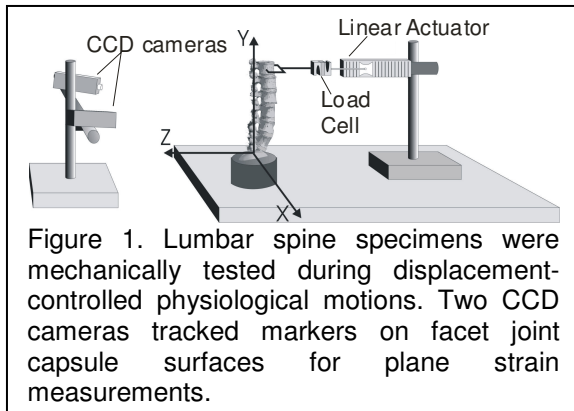 CCD cameras
Y
Linear Actuator
Load
Cell
Z
X
Figure 1. Lumbar spine specimens were
mechanically tested during displacement-
controlled physiological motions. Two CCD
cameras tracked markers on facet joint
capsule surfaces for plane strain
measurements.